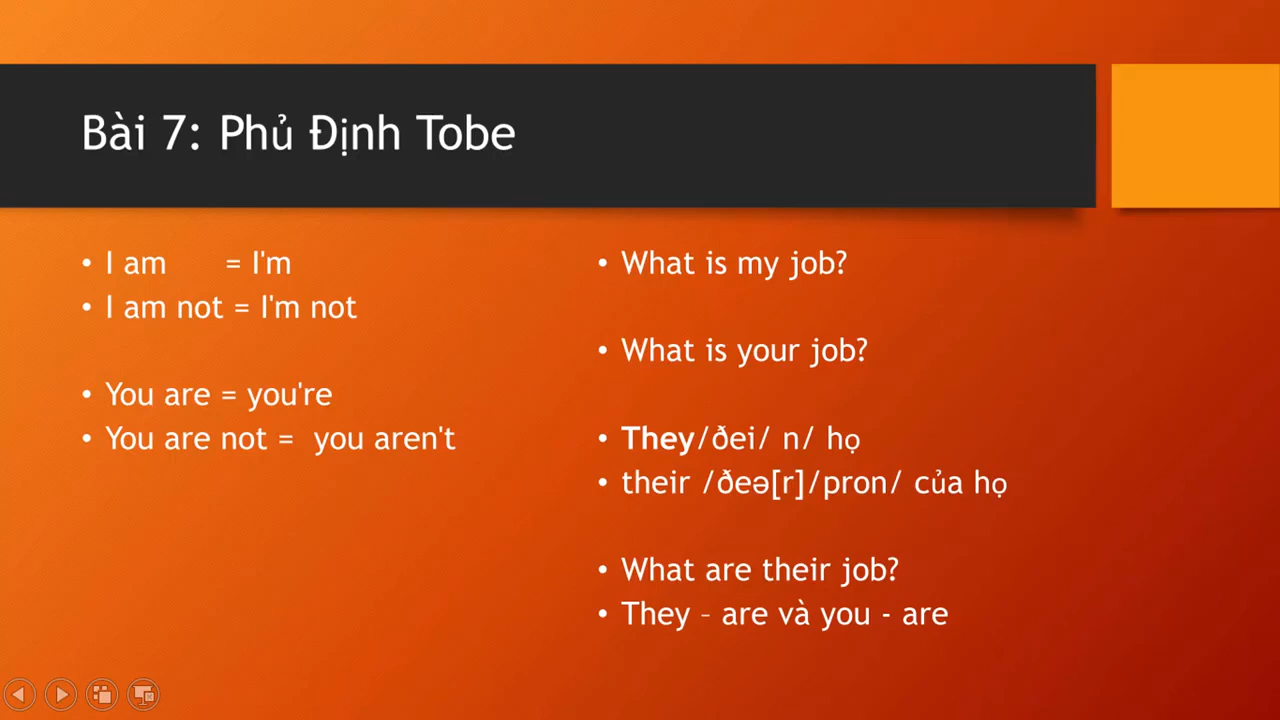 Bài 7: Phủ Định Tobe
• I am = I'm
• I am not = I'm not
• You are = you're
• You are not = you aren't
• What is my job?
• What is your job?
• They/ðei/ n/ họ
• their /ðeə[r]/pron/ của họ
• What are their job?
• They – are và you - are